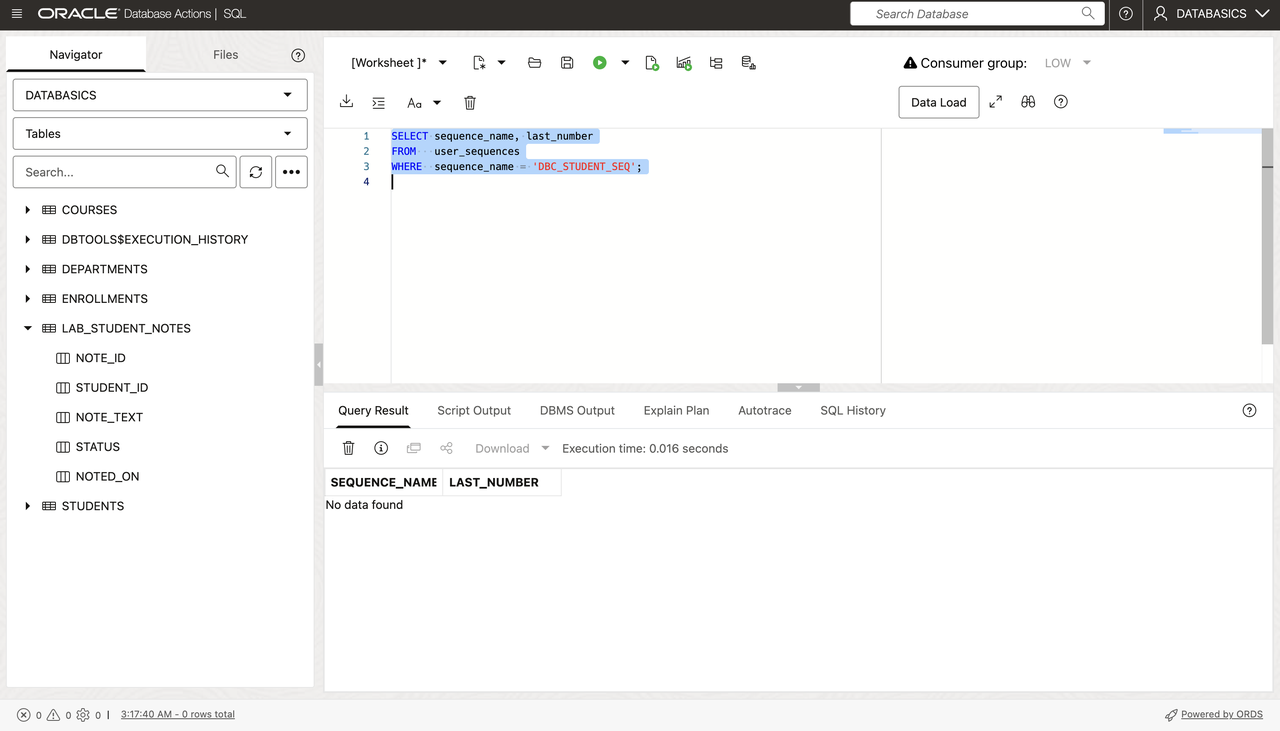 ORACLE Database Actions | SQL
Search Database
DATABASICS
Navigator
Files
DATABASICS
Tables
Search...
COURSES
DBTOOLS$EXECUTION_HISTORY
DEPARTMENTS
ENROLLMENTS
LAB_STUDENT_NOTES
NOTE_ID
STUDENT_ID
NOTE_TEXT
STATUS
NOTED_ON
STUDENTS
[Worksheet ]*
Consumer group: LOW
Aa
Data Load
1 SELECT sequence_name, last_number
2 FROM user_sequences
3 WHERE sequence_name = 'DBC_STUDENT_SEQ';
4
Query Result Script Output DBMS Output Explain Plan Autotrace SQL History
Download Execution time: 0.016 seconds
SEQUENCE_NAME LAST_NUMBER
No data found
0 0 0 | 3:17:40 AM - 0 rows total
Powered by ORDS